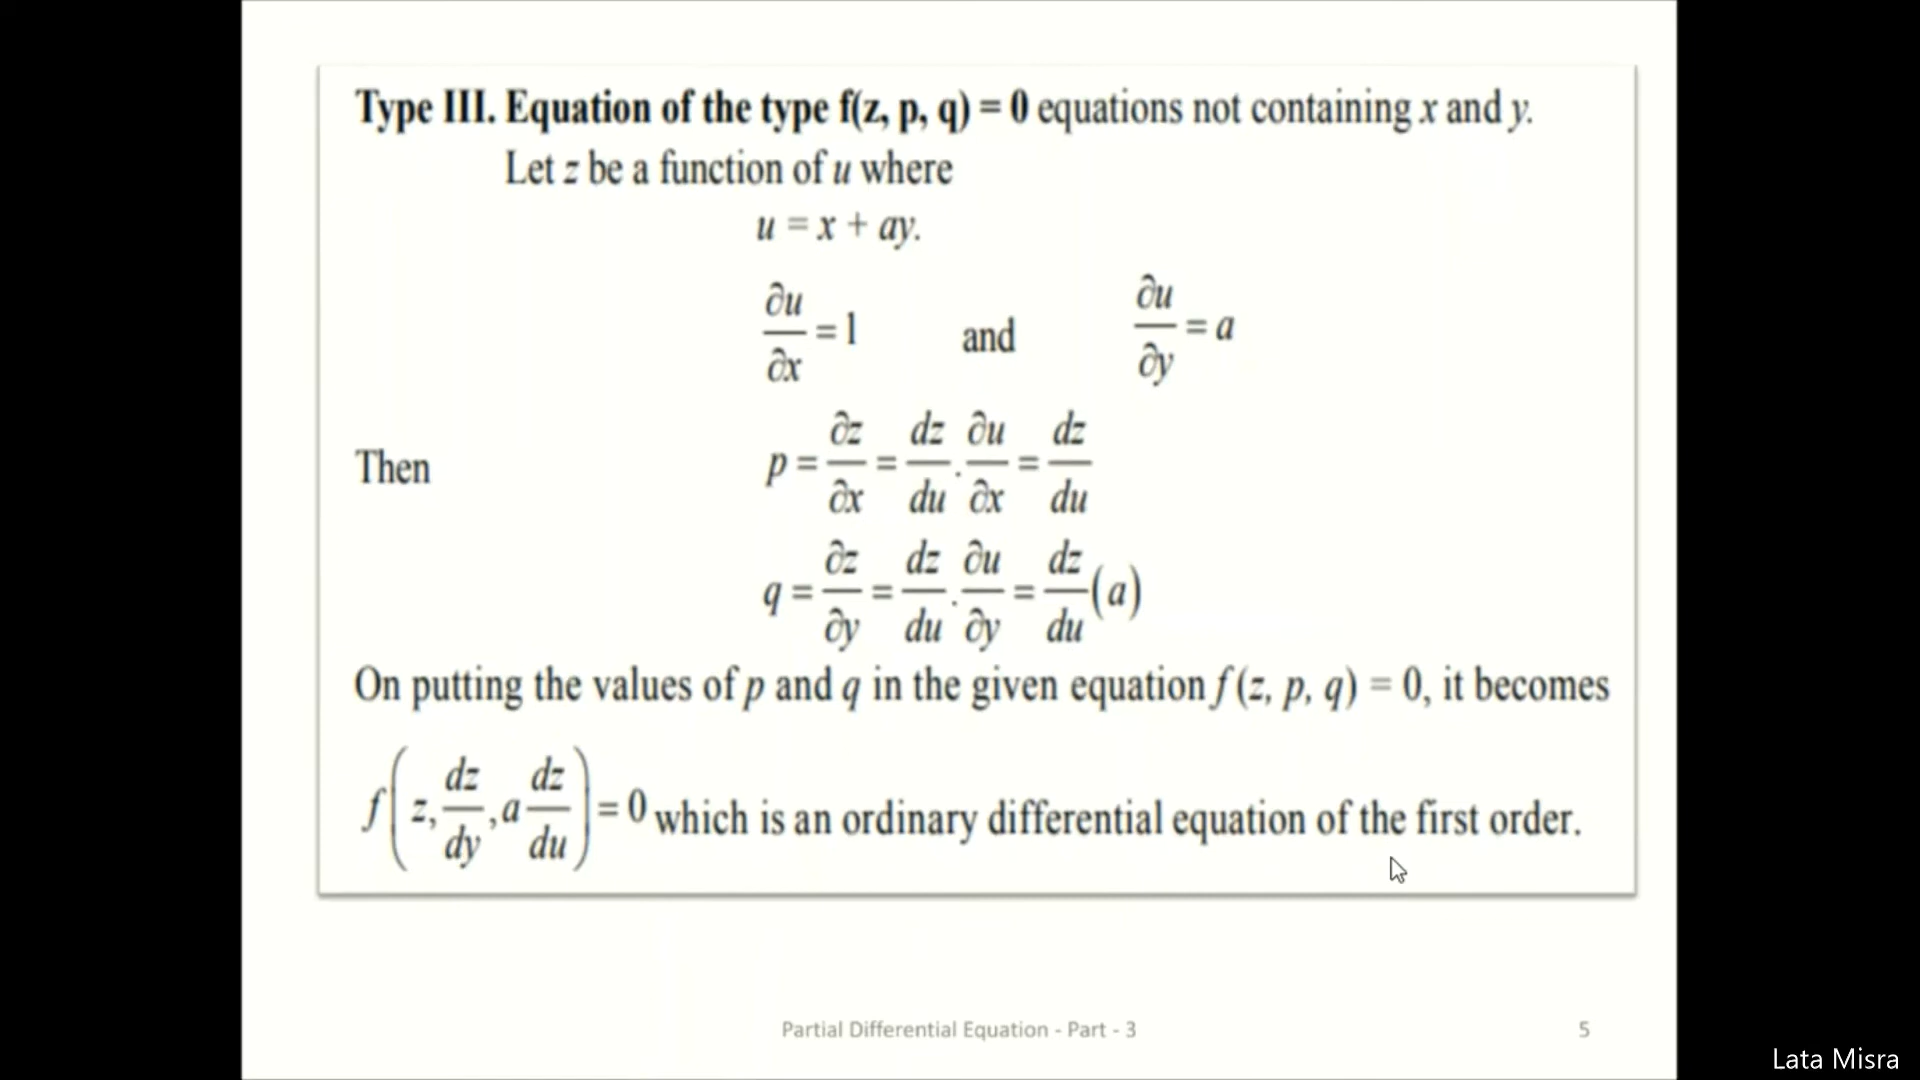 Type III. Equation of the type f(z, p, q) = 0 equations not containing x and y.
Let z be a function of u where
u = x + ay.
∂u/∂x = 1 and ∂u/∂y = a
Then p = ∂z/∂x = dz/du . ∂u/∂x = dz/du
q = ∂z/∂y = dz/du . ∂u/∂y = dz/du (a)
On putting the values of p and q in the given equation f (z, p, q) = 0, it becomes
f(z, dz/dy, a dz/du) = 0 which is an ordinary differential equation of the first order.
Partial Differential Equation - Part - 3 5
Lata Misra